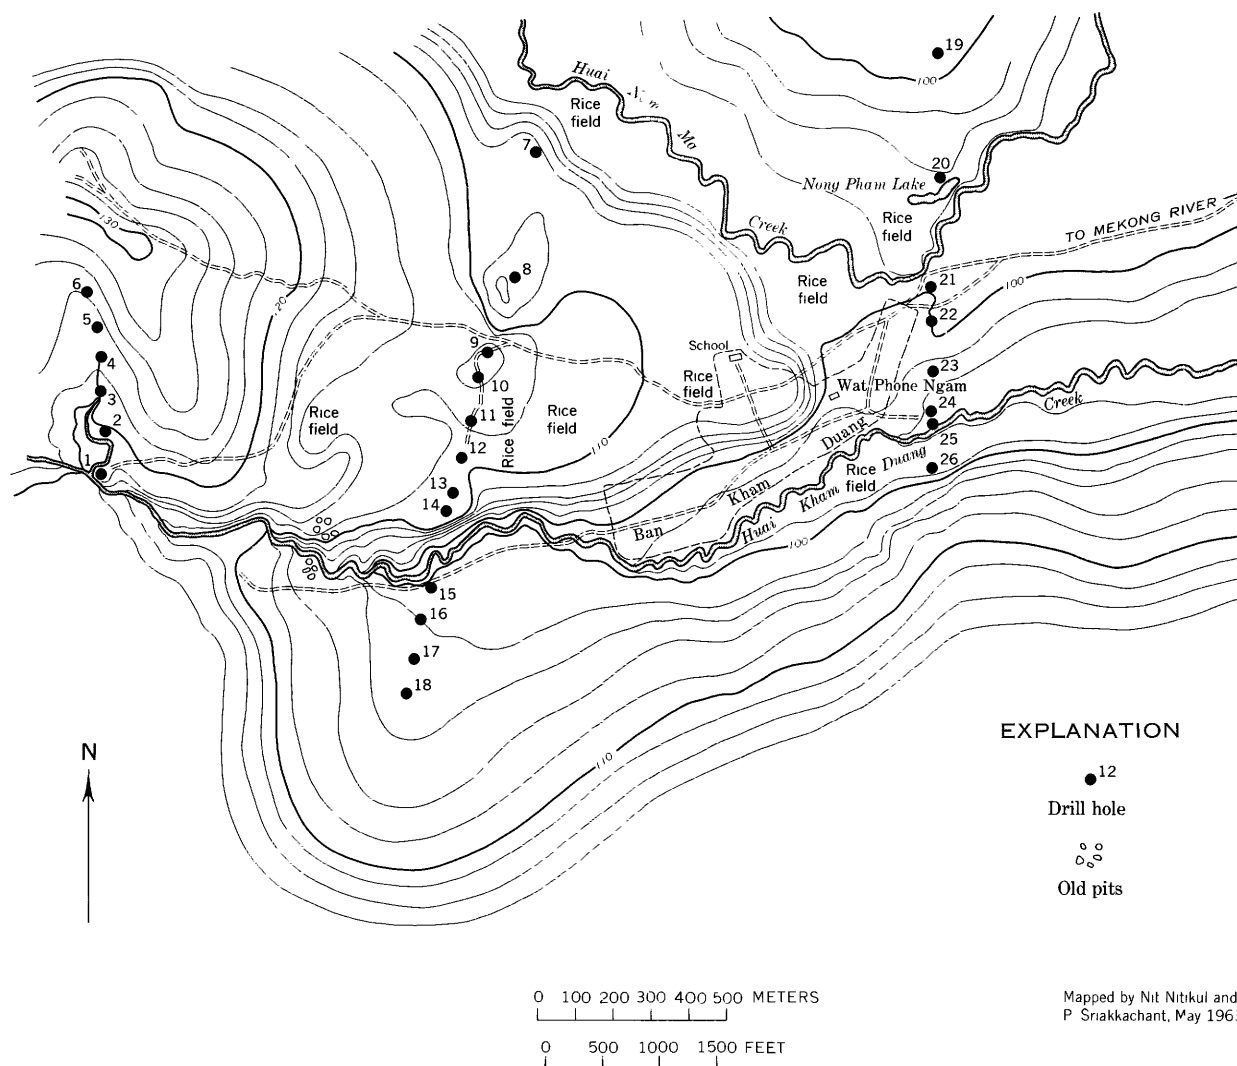 19
Huai
100
Rice
field
Rice
field
Ma
7
20
Nong Pham Lake
130
Creek
Rice
field
TO MEKONG RIVER
8
6
Rice
field
21
100
20
5
22
School
9
4
Rice
field
23
Wat Phone Ngam
3
10
24
Creek
Rice
field
11
Rice field
Rice
field
2
Duang
25
12
110
Duang
1
26
Rice
field
13
Kham
Kham
14
Ban
Huai
100
15
16
17
18
EXPLANATION
N
110
12
Drill hole
Old pits
0 100 200 300 400 500 METERS
0 500 1000 1500 FEET
Mapped by Nit Nitikul and
P Sriakkachant, May 196